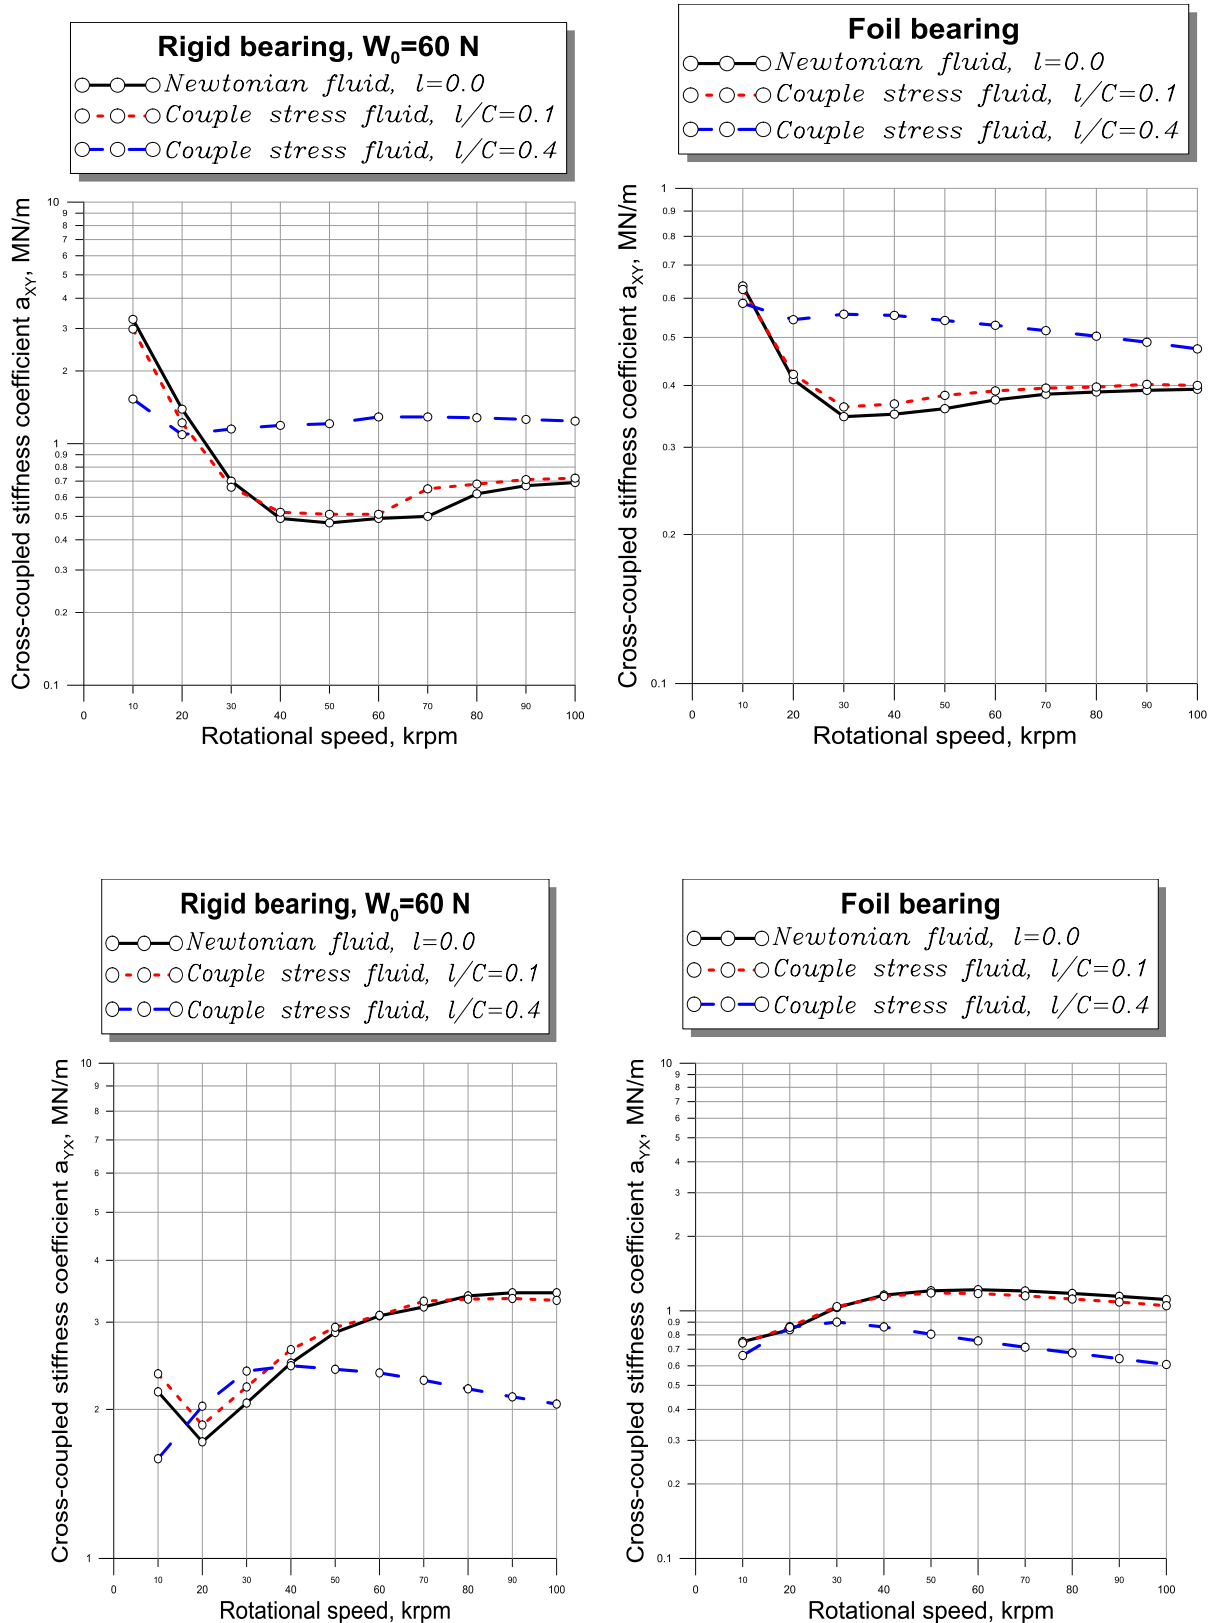 Rigid bearing, W0=60 N
Newtonian fluid, l=0.0
Couple stress fluid, l/C=0.1
Couple stress fluid, l/C=0.4
Cross-coupled stiffness coefficient aXY, MN/m
10
9
8
7
6
5
4
3
2
1
0.9
0.8
0.7
0.6
0.5
0.4
0.3
0.2
0.1
0 10 20 30 40 50 60 70 80 90 100
Rotational speed, krpm
Foil bearing
Newtonian fluid, l=0.0
Couple stress fluid, l/C=0.1
Couple stress fluid, l/C=0.4
Cross-coupled stiffness coefficient aXY, MN/m
1
0.9
0.8
0.7
0.6
0.5
0.4
0.3
0.2
0.1
0 10 20 30 40 50 60 70 80 90 100
Rotational speed, krpm
Rigid bearing, W0=60 N
Newtonian fluid, l=0.0
Couple stress fluid, l/C=0.1
Couple stress fluid, l/C=0.4
Cross-coupled stiffness coefficient aYX, MN/m
10
9
8
7
6
5
4
3
2
1
0 10 20 30 40 50 60 70 80 90 100
Rotational speed, krpm
Foil bearing
Newtonian fluid, l=0.0
Couple stress fluid, l/C=0.1
Couple stress fluid, l/C=0.4
Cross-coupled stiffness coefficient aYX, MN/m
10
9
8
7
6
5
4
3
2
1
0.9
0.8
0.7
0.6
0.5
0.4
0.3
0.2
0.1
0 10 20 30 40 50 60 70 80 90 100
Rotational speed, krpm